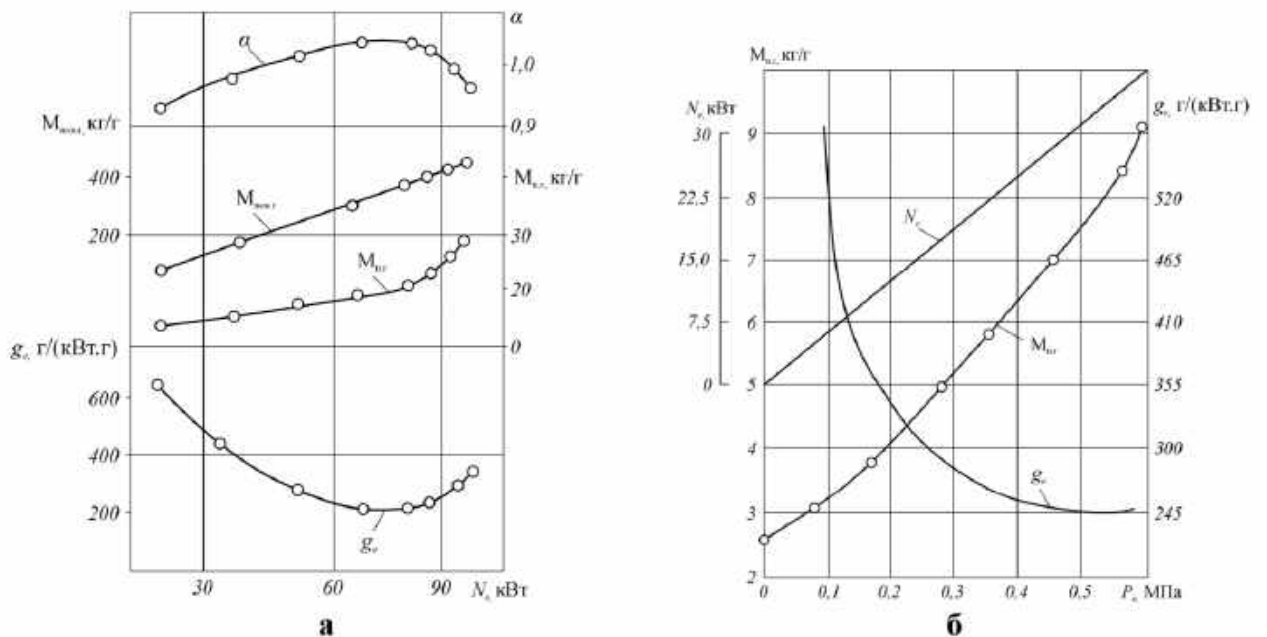 α
α
1,0
0,9
Mпов.г, кг/г
400
200
Mп.г, кг/г
30
20
0
Mпов.г
Mпг
gе, г/(кВт.г)
600
400
200
gе
30
60
90
Nе, кВт
а
Mп.г, кг/г
Nе, кВт
30
22,5
15,0
7,5
0
9
8
7
6
5
4
3
2
gе, г/(кВт.г)
520
465
410
355
300
245
Nе
Mпг
gе
0
0,1
0,2
0,3
0,4
0,5
Pе, МПа
б